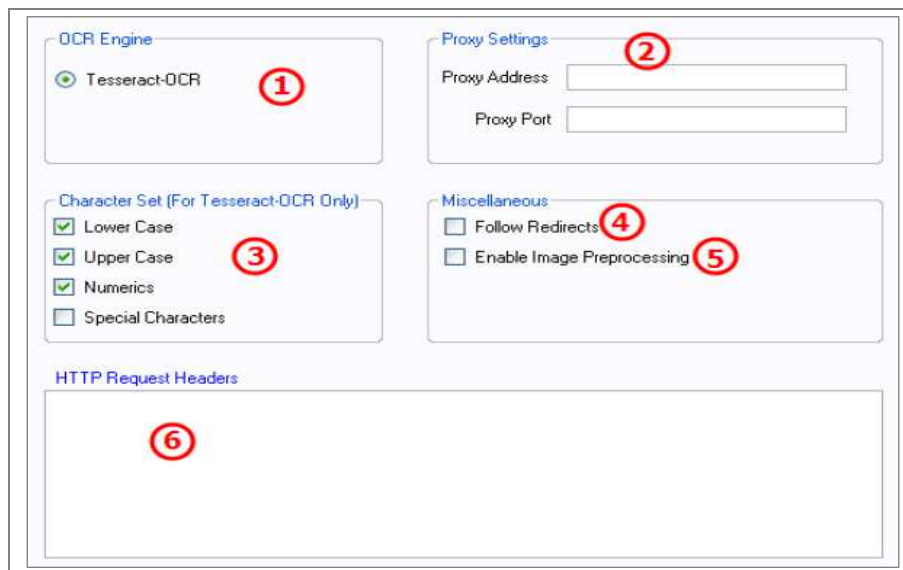 OCR Engine
Tesseract-OCR
1
Proxy Settings
2
Proxy Address
Proxy Port
Character Set (For Tesseract-OCR Only)
Lower Case
Upper Case
3
Numerics
Special Characters
Miscellaneous
Follow Redirects
4
Enable Image Preprocessing
5
HTTP Request Headers
6